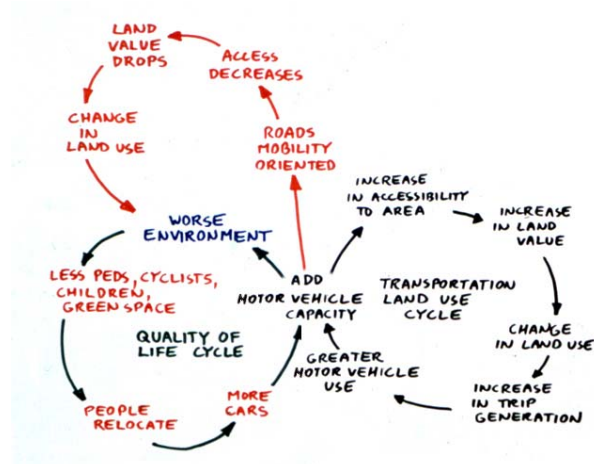 LAND
VALUE
DROPS
ACCESS
DECREASES
CHANGE
IN
LAND USE
ROADS
MOBILITY
ORIENTED
WORSE
ENVIRONMENT
INCREASE
IN ACCESSIBILITY
TO AREA
INCREASE
IN LAND
VALUE
LESS PEDS, CYCLISTS,
CHILDREN,
GREEN SPACE
ADD
MOTOR VEHICLE
CAPACITY
TRANSPORTATION
LAND USE
CYCLE
QUALITY OF
LIFE CYCLE
CHANGE
IN LAND USE
GREATER
MOTOR VEHICLE
USE
INCREASE
IN TRIP
GENERATION
MORE
CARS
PEOPLE
RELOCATE